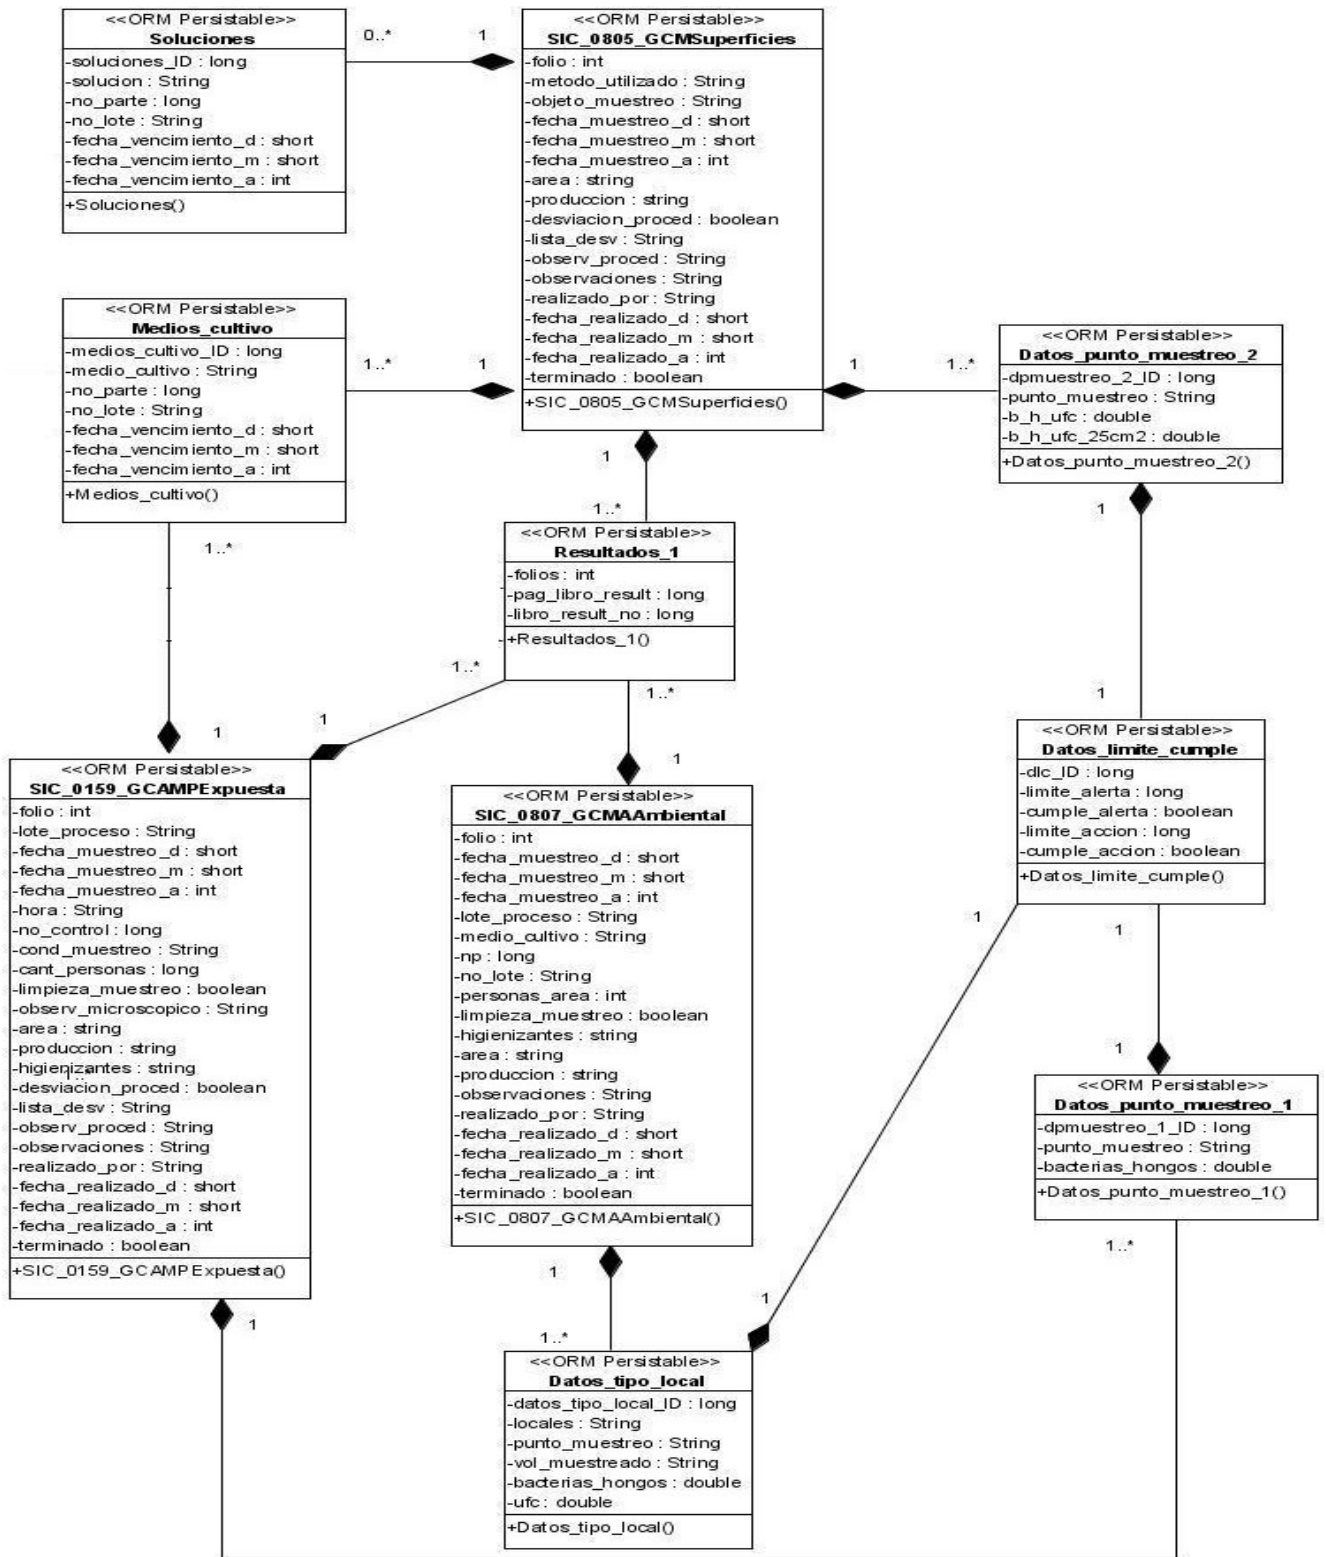 <<ORM Persistable>>
Soluciones
-soluciones_ID : long
-solucion : String
-no_parte : long
-no_lote : String
-fecha_vencimiento_d : short
-fecha_vencimiento_m : short
-fecha_vencimiento_a : int
+Soluciones()
0..*
1
<<ORM Persistable>>
SIC_0805_GCMSuperficies
-folio : int
-metodo_utilizado : String
-objeto_muestreo : String
-fecha_muestreo_d : short
-fecha_muestreo_m : short
-fecha_muestreo_a : int
-area : string
-produccion : string
-desviacion_proced : boolean
-lista_desv : String
-observ_proced : String
-observaciones : String
-realizado_por : String
-fecha_realizado_d : short
-fecha_realizado_m : short
-fecha_realizado_a : int
-terminado : boolean
+SIC_0805_GCMSuperficies()
<<ORM Persistable>>
Medios_cultivo
-medios_cultivo_ID : long
-medio_cultivo : String
-no_parte : long
-no_lote : String
-fecha_vencimiento_d : short
-fecha_vencimiento_m : short
-fecha_vencimiento_a : int
+Medios_cultivo()
1..*
1
1
1..*
<<ORM Persistable>>
Datos_punto_muestreo_2
-dpmuestreo_2_ID : long
-punto_muestreo : String
-b_h_ufc : double
-b_h_ufc_25cm2 : double
+Datos_punto_muestreo_2()
1
1..*
1
1..*
<<ORM Persistable>>
Resultados_1
-folios : int
-pag_libro_result : long
-libro_result_no : long
+Resultados_1()
1..*
1..*
1
1
1
1
<<ORM Persistable>>
SIC_0159_GCAMPExpuesta
-folio : int
-lote_proceso : String
-fecha_muestreo_d : short
-fecha_muestreo_m : short
-fecha_muestreo_a : int
-hora : String
-no_control : long
-cond_muestreo : String
-cant_personas : long
-limpieza_muestreo : boolean
-observ_microscopico : String
-area : string
-produccion : string
-higienizantes : string
-desviacion_proced : boolean
-lista_desv : String
-observ_proced : String
-observaciones : String
-realizado_por : String
-fecha_realizado_d : short
-fecha_realizado_m : short
-fecha_realizado_a : int
-terminado : boolean
+SIC_0159_GCAMPExpuesta()
1
<<ORM Persistable>>
SIC_0807_GCMAAmbiental
-folio : int
-fecha_muestreo_d : short
-fecha_muestreo_m : short
-fecha_muestreo_a : int
-lote_proceso : String
-medio_cultivo : String
-np : long
-no_lote : String
-personas_area : int
-limpieza_muestreo : boolean
-higienizantes : string
-area : string
-produccion : string
-observaciones : String
-realizado_por : String
-fecha_realizado_d : short
-fecha_realizado_m : short
-fecha_realizado_a : int
-terminado : boolean
+SIC_0807_GCMAAmbiental()
<<ORM Persistable>>
Datos_limite_cumple
-dlc_ID : long
-limite_alerta : long
-cumple_alerta : boolean
-limite_accion : long
-cumple_accion : boolean
+Datos_limite_cumple()
1
1
1
<<ORM Persistable>>
Datos_punto_muestreo_1
-dpmuestreo_1_ID : long
-punto_muestreo : String
-bacterias_hongos : double
+Datos_punto_muestreo_1()
1..*
1
1
1..*
<<ORM Persistable>>
Datos_tipo_local
-datos_tipo_local_ID : long
-locales : String
-punto_muestreo : String
-vol_muestreado : String
-bacterias_hongos : double
-ufc : double
+Datos_tipo_local()